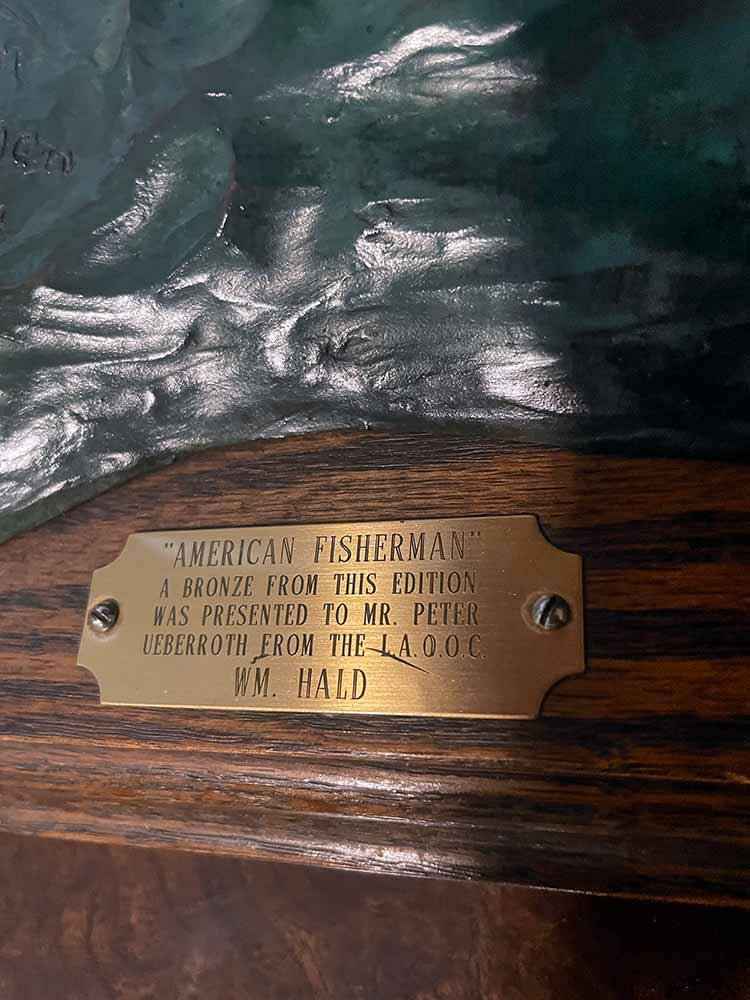 "AMERICAN FISHERMAN"
A BRONZE FROM THIS EDITION
WAS PRESENTED TO MR. PETER
UEBERROTH FROM THE L.A.O.O.C.
WM. HALD